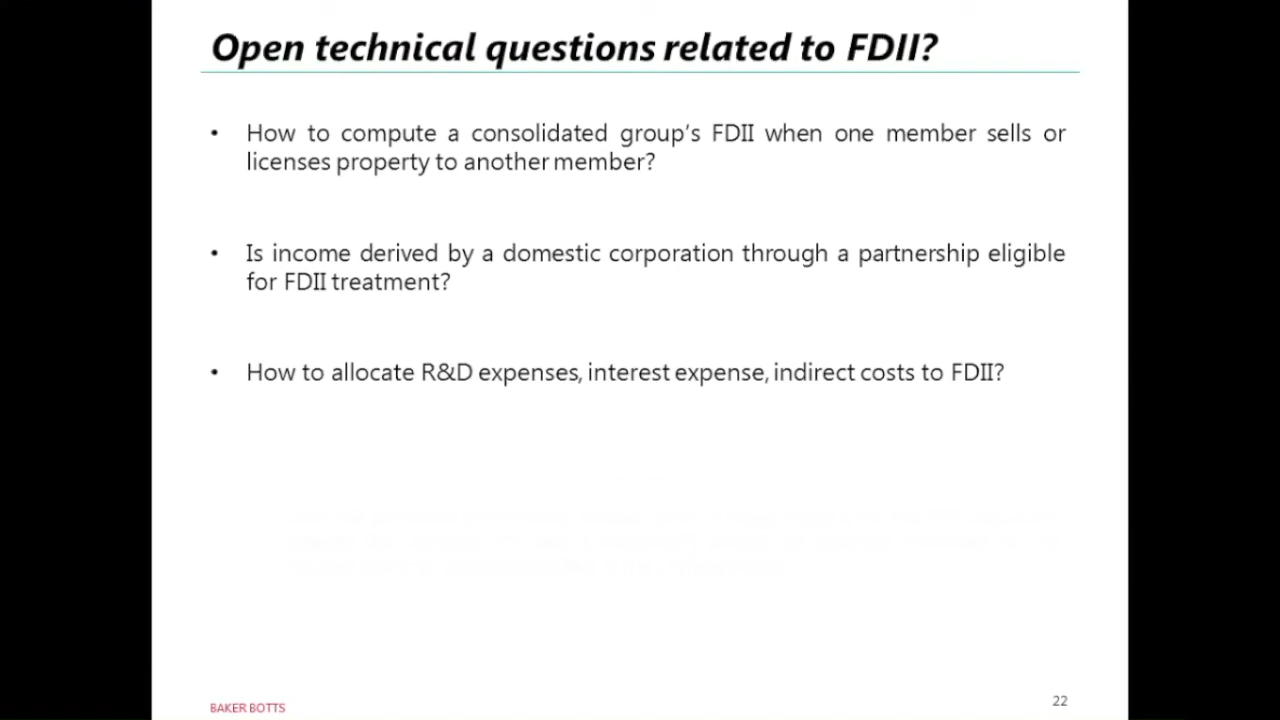 Open technical questions related to FDII?
• How to compute a consolidated group's FDII when one member sells or
licenses property to another member?
• Is income derived by a domestic corporation through a partnership eligible
for FDII treatment?
• How to allocate R&D expenses, interest expense, indirect costs to FDII?
BAKER BOTTS
22